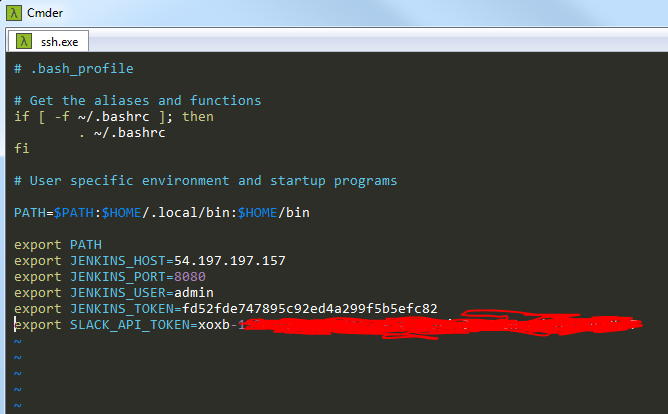 λ Cmder
λ ssh.exe
# .bash_profile
# Get the aliases and functions
if [ -f ~/.bashrc ]; then
. ~/.bashrc
fi
# User specific environment and startup programs
PATH=$PATH:$HOME/.local/bin:$HOME/bin
export PATH
export JENKINS_HOST=54.197.197.157
export JENKINS_PORT=8080
export JENKINS_USER=admin
export JENKINS_TOKEN=fd52fde747895c92ed4a299f5b5efc82
export SLACK_API_TOKEN=xoxb-1
~
~
~
~
~